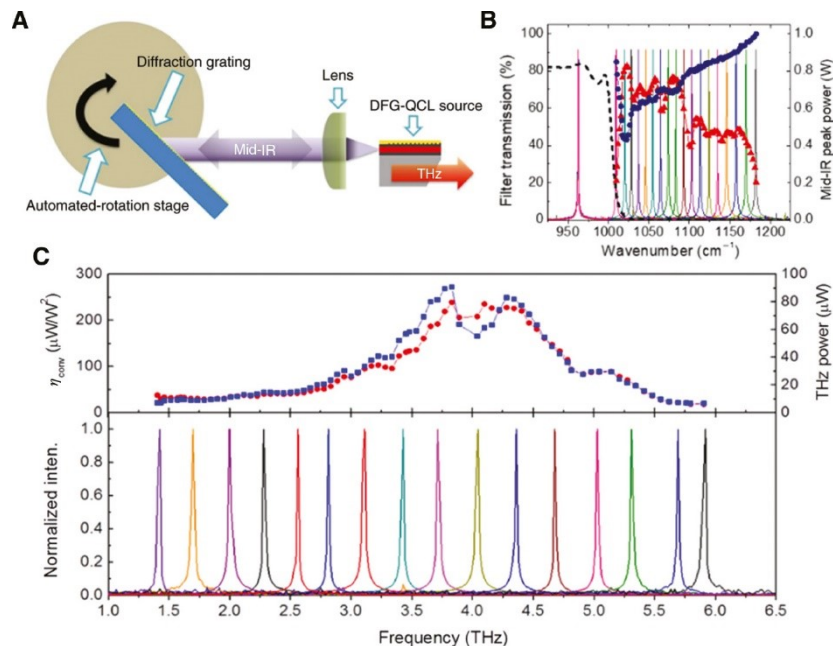 A
Diffraction grating
Lens
DFG-QCL source
Mid-IR
THz
Automated-rotation stage
B
Filter transmission (%)
100
80
60
40
20
0
950
1000
1050
1100
1150
1200
Wavenumber (cm⁻¹)
1.0
0.8
0.6
0.4
0.2
0.0
Mid-IR peak power (W)
C
η conv (µW/W²)
300
200
100
0
100
80
60
40
20
0
THz power (µW)
Normalized inten.
1.0
0.8
0.6
0.4
0.2
0.0
1.0
1.5
2.0
2.5
3.0
3.5
4.0
4.5
5.0
5.5
6.0
6.5
Frequency (THz)